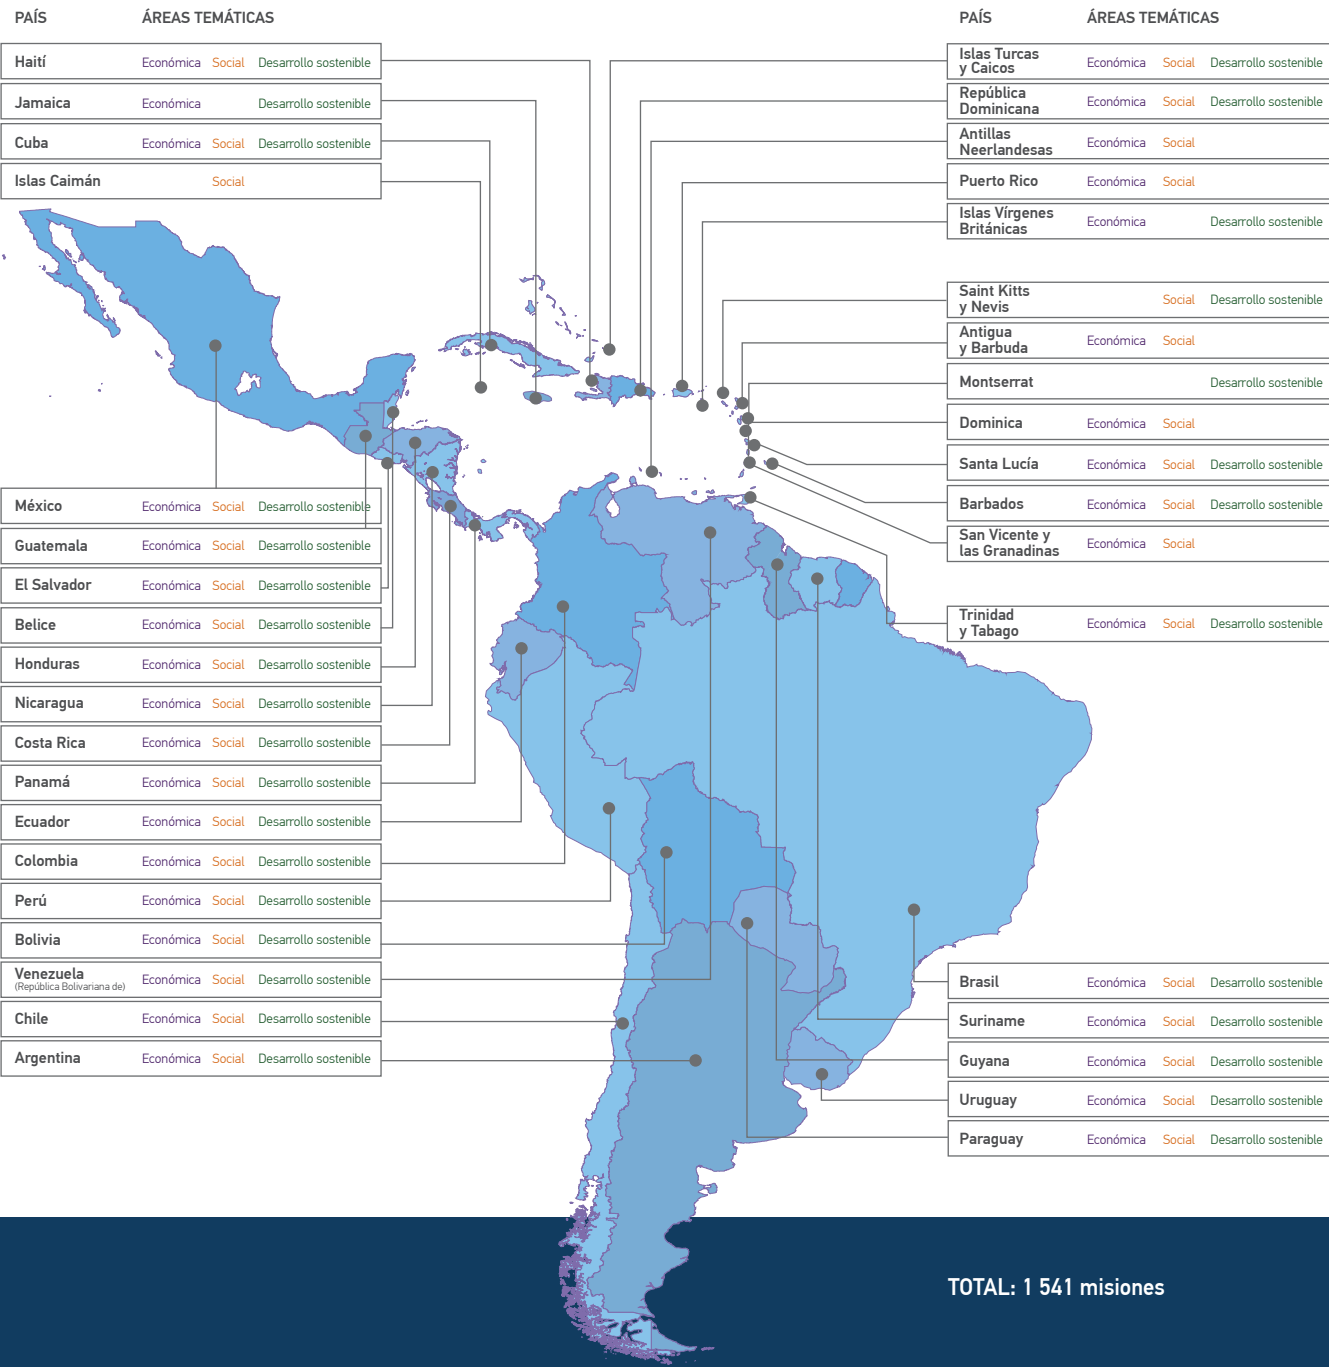 PAÍS ÁREAS TEMÁTICAS
Haití Económica Social Desarrollo sostenible
Jamaica Económica Desarrollo sostenible
Cuba Económica Social Desarrollo sostenible
Islas Caimán Social
México Económica Social Desarrollo sostenible
Guatemala Económica Social Desarrollo sostenible
El Salvador Económica Social Desarrollo sostenible
Belice Económica Social Desarrollo sostenible
Honduras Económica Social Desarrollo sostenible
Nicaragua Económica Social Desarrollo sostenible
Costa Rica Económica Social Desarrollo sostenible
Panamá Económica Social Desarrollo sostenible
Ecuador Económica Social Desarrollo sostenible
Colombia Económica Social Desarrollo sostenible
Perú Económica Social Desarrollo sostenible
Bolivia Económica Social Desarrollo sostenible
Venezuela
(República Bolivariana de) Económica Social Desarrollo sostenible
Chile Económica Social Desarrollo sostenible
Argentina Económica Social Desarrollo sostenible
PAÍS ÁREAS TEMÁTICAS
Islas Turcas
y Caicos Económica Social Desarrollo sostenible
República
Dominicana Económica Social Desarrollo sostenible
Antillas
Neerlandesas Económica Social
Puerto Rico Económica Social
Islas Vírgenes
Británicas Económica Desarrollo sostenible
Saint Kitts
y Nevis Social Desarrollo sostenible
Antigua
y Barbuda Económica Social
Montserrat Desarrollo sostenible
Dominica Económica Social
Santa Lucía Económica Social Desarrollo sostenible
Barbados Económica Social Desarrollo sostenible
San Vicente y
las Granadinas Económica Social
Trinidad
y Tabago Económica Social Desarrollo sostenible
Brasil Económica Social Desarrollo sostenible
Suriname Económica Social Desarrollo sostenible
Guyana Económica Social Desarrollo sostenible
Uruguay Económica Social Desarrollo sostenible
Paraguay Económica Social Desarrollo sostenible
TOTAL: 1 541 misiones